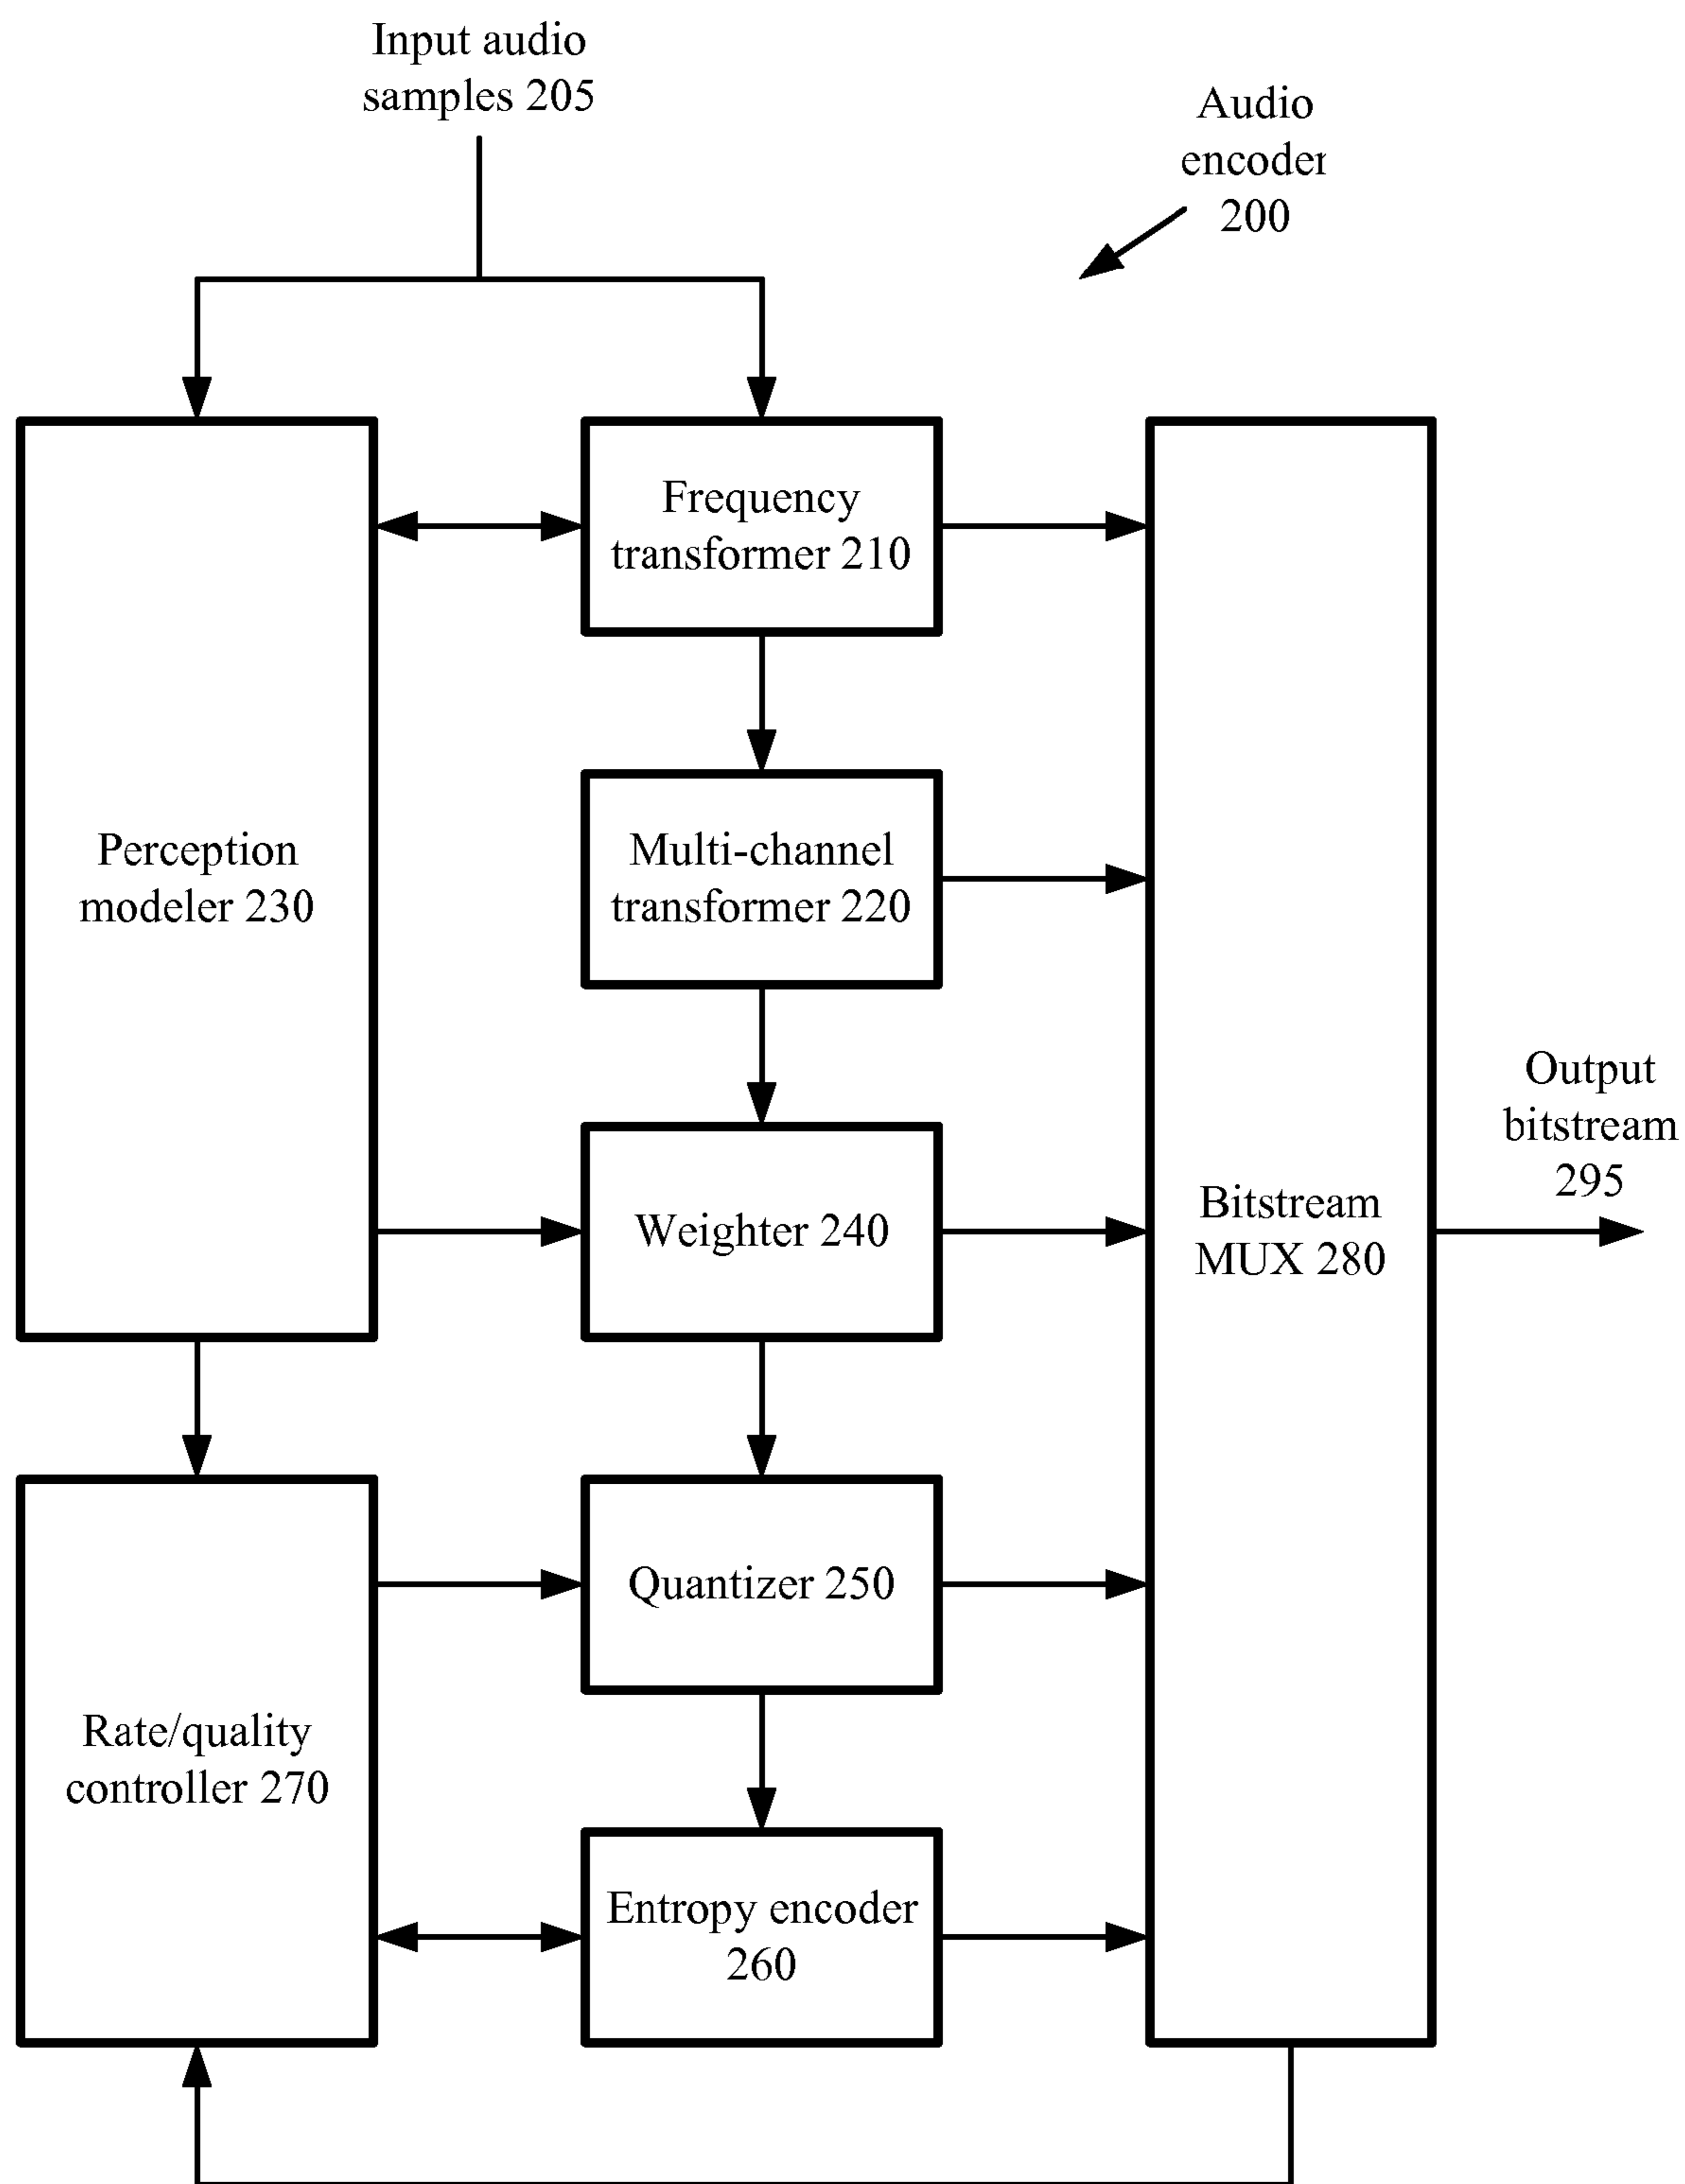 Input audio
samples 205
Audio
encoder
200
Frequency
transformer 210
Perception
modeler 230
Multi-channel
transformer 220
Weighter 240
Bitstream
MUX 280
Output
bitstream
295
Quantizer 250
Rate/quality
controller 270
Entropy encoder
260